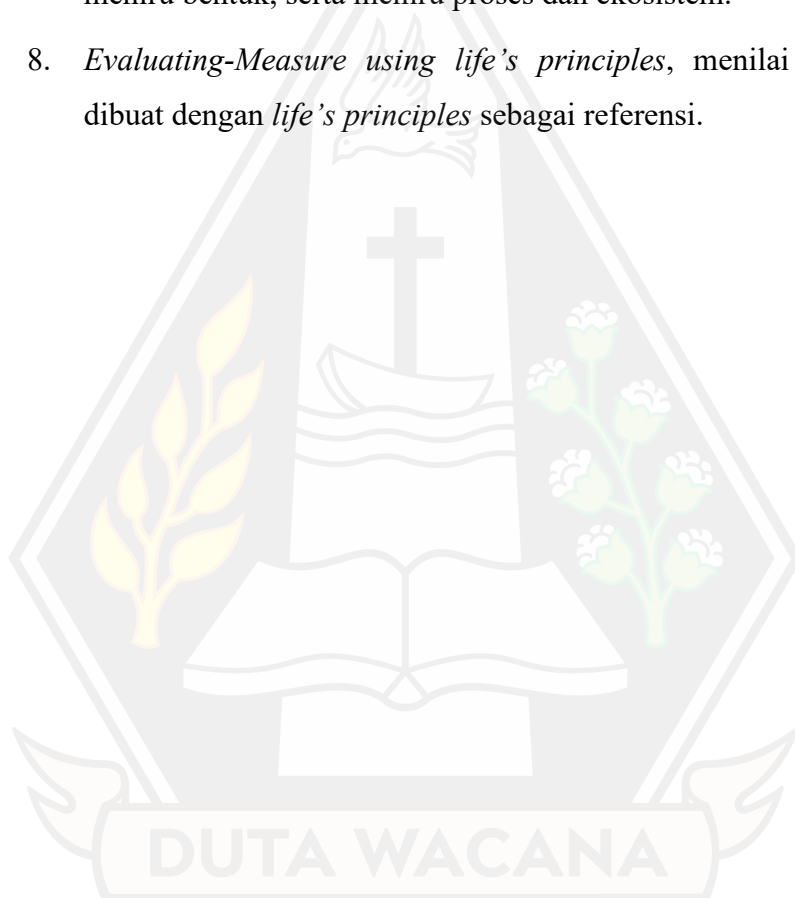 meniru bentuk, serta meniru proses dan ekosistem.
8. Evaluating-Measure using life’s principles, menilai
dibuat dengan life’s principles sebagai referensi.
DUTA WACANA